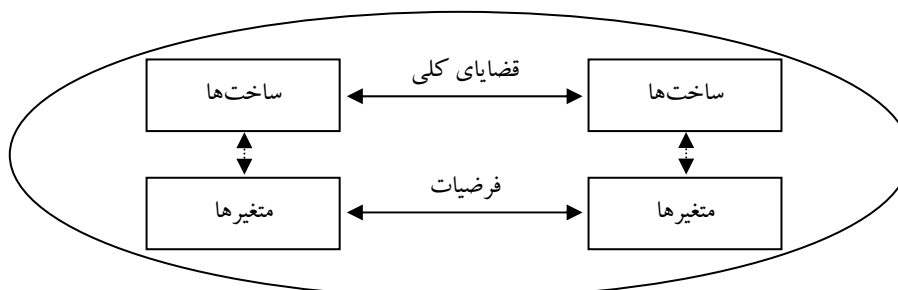 قضایای کلی
ساخت‌ها
ساخت‌ها
فرضیات
متغیرها
متغیرها